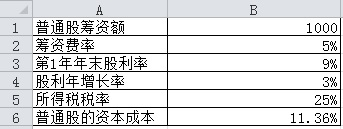 A B
1 普通股筹资额 1000
2 筹资费率 5%
3 第1年年末股利率 9%
4 股利年增长率 3%
5 所得税税率 25%
6 普通股的资本成本 11.36%